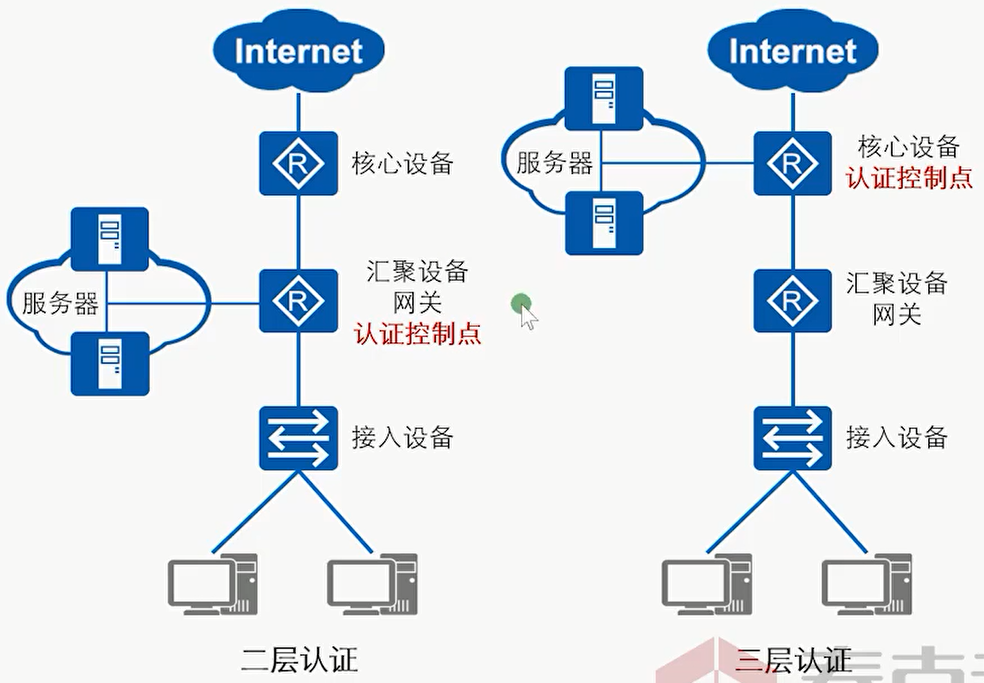 Internet
R
核心设备
服务器
R
汇聚设备
网关
认证控制点
接入设备
二层认证
Internet
服务器
R
核心设备
认证控制点
R
汇聚设备
网关
接入设备
三层认证